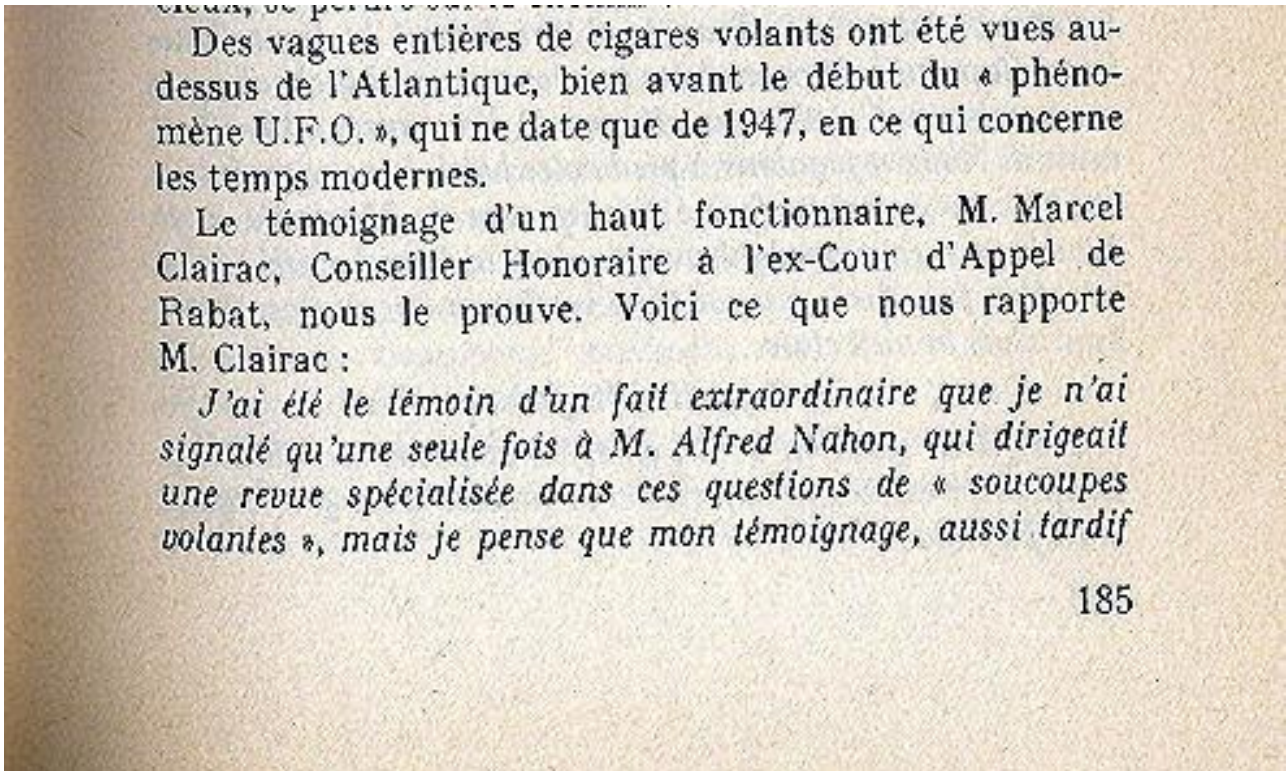 Des vagues entières de cigares volants ont été vues au-
dessus de l'Atlantique, bien avant le début du « phéno-
mène U.F.O. », qui ne date que de 1947, en ce qui concerne
les temps modernes.
Le témoignage d'un haut fonctionnaire, M. Marcel
Clairac, Conseiller Honoraire à l'ex-Cour d'Appel de
Rabat, nous le prouve. Voici ce que nous rapporte
M. Clairac :
J'ai été le témoin d'un fait extraordinaire que je n'ai
signalé qu'une seule fois à M. Alfred Nahon, qui dirigeait
une revue spécialisée dans ces questions de « soucoupes
volantes », mais je pense que mon témoignage, aussi tardif
185